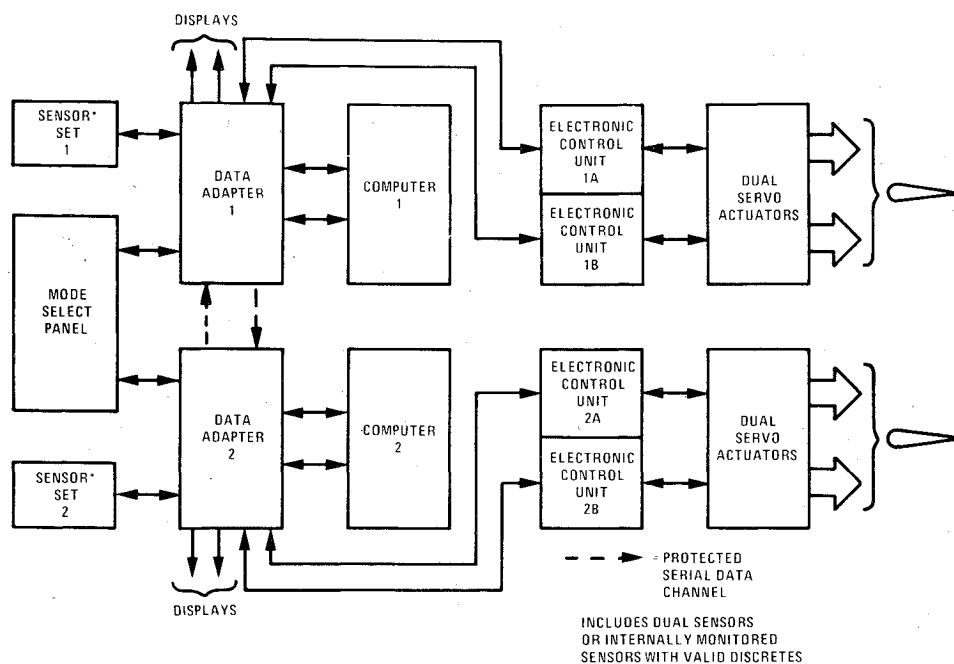 DISPLAYS
SENSOR*
SET
1
DATA
ADAPTER
1
COMPUTER
1
ELECTRONIC
CONTROL
UNIT
1A
ELECTRONIC
CONTROL
UNIT
1B
DUAL
SERVO
ACTUATORS
MODE
SELECT
PANEL
DATA
ADAPTER
2
COMPUTER
2
ELECTRONIC
CONTROL
UNIT
2A
ELECTRONIC
CONTROL
UNIT
2B
DUAL
SERVO
ACTUATORS
SENSOR*
SET
2
DISPLAYS
= PROTECTED
SERIAL DATA
CHANNEL
INCLUDES DUAL SENSORS
OR INTERNALLY MONITORED
SENSORS WITH VALID DISCRETES